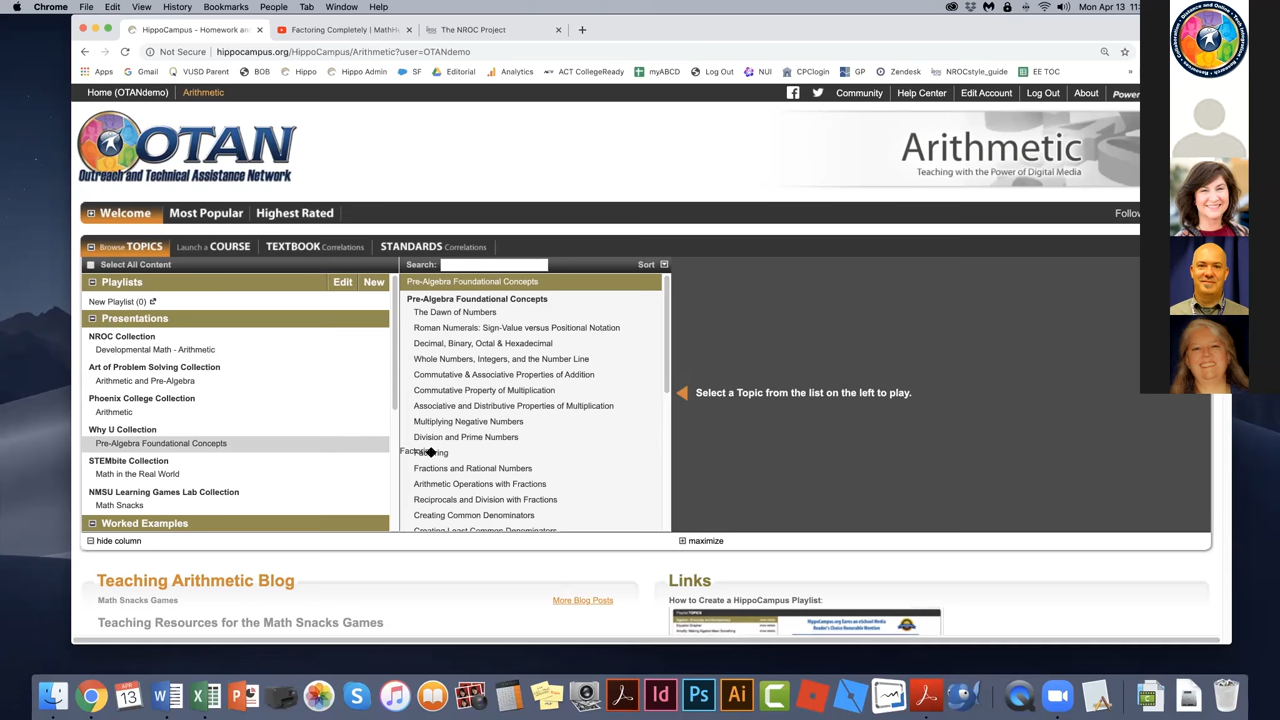 Chrome File Edit View History Bookmarks People Tab Window Help Mon Apr 13 11:
HippoCampus - Homework an × Factoring Completely | MathH × The NROC Project × +
Not Secure | hippocampus.org/HippoCampus/Arithmetic?user=OTANdemo
Apps Gmail VUSD Parent BOB Hippo Hippo Admin SF Editorial Analytics ACT CollegeReady myABCD Log Out NUI CPClogin GP Zendesk NROCstyle_guide EE TOC »
Home (OTANdemo) Arithmetic Community Help Center Edit Account Log Out About Power
OTAN
Outreach and Technical Assistance Network
Arithmetic
Teaching with the Power of Digital Media
Welcome Most Popular Highest Rated Follow
Browse TOPICS Launch a COURSE TEXTBOOK Correlations STANDARDS Correlations
Select All Content Search: Sort
Playlists Edit New
New Playlist (0)
Presentations
NROC Collection
Developmental Math - Arithmetic
Art of Problem Solving Collection
Arithmetic and Pre-Algebra
Phoenix College Collection
Arithmetic
Why U Collection
Pre-Algebra Foundational Concepts
STEMbite Collection
Math in the Real World
NMSU Learning Games Lab Collection
Math Snacks
Worked Examples
hide column
Pre-Algebra Foundational Concepts
Pre-Algebra Foundational Concepts
The Dawn of Numbers
Roman Numerals: Sign-Value versus Positional Notation
Decimal, Binary, Octal & Hexadecimal
Whole Numbers, Integers, and the Number Line
Commutative & Associative Properties of Addition
Commutative Property of Multiplication
Associative and Distributive Properties of Multiplication
Multiplying Negative Numbers
Division and Prime Numbers
Factoring
Fractions and Rational Numbers
Arithmetic Operations with Fractions
Reciprocals and Division with Fractions
Creating Common Denominators
Creating Least Common Denominators
Select a Topic from the list on the left to play.
maximize
Teaching Arithmetic Blog
Math Snacks Games More Blog Posts
Teaching Resources for the Math Snacks Games
Links
How to Create a HippoCampus Playlist: